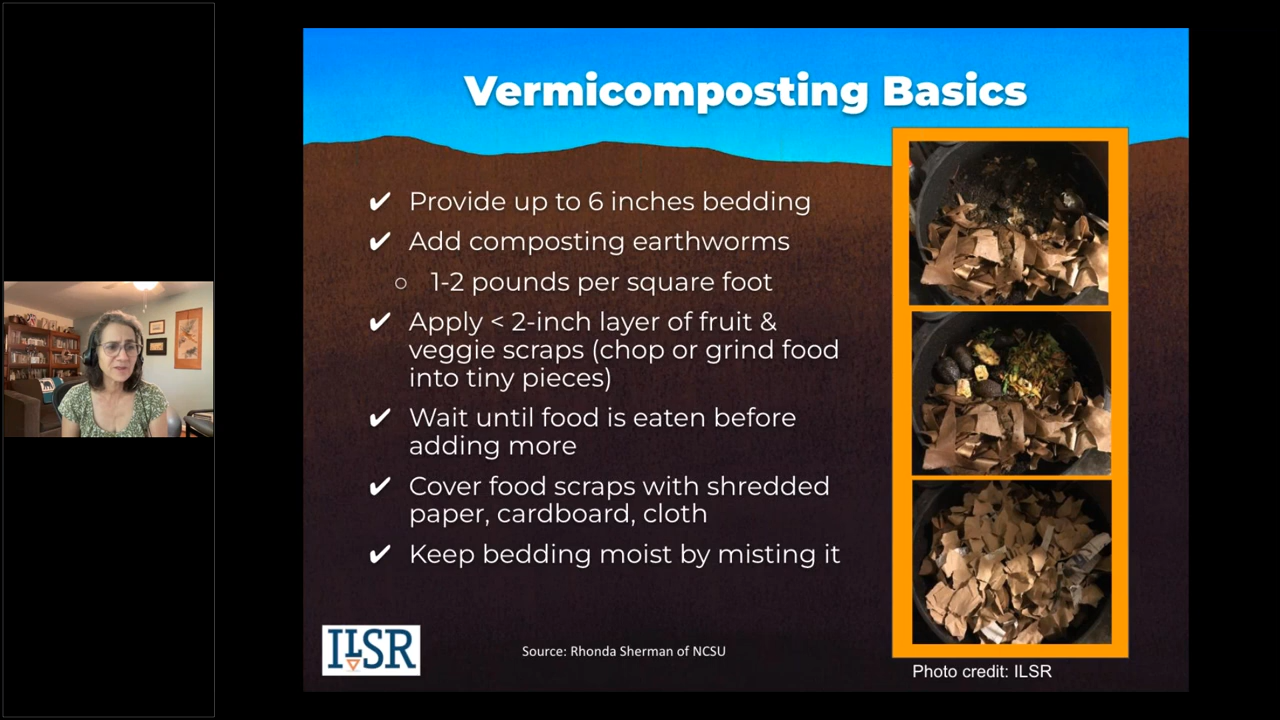 Vermicomposting Basics
✔ Provide up to 6 inches bedding
✔ Add composting earthworms
○ 1-2 pounds per square foot
✔ Apply < 2-inch layer of fruit &
veggie scraps (chop or grind food
into tiny pieces)
✔ Wait until food is eaten before
adding more
✔ Cover food scraps with shredded
paper, cardboard, cloth
✔ Keep bedding moist by misting it
ILSR
Source: Rhonda Sherman of NCSU
Photo credit: ILSR